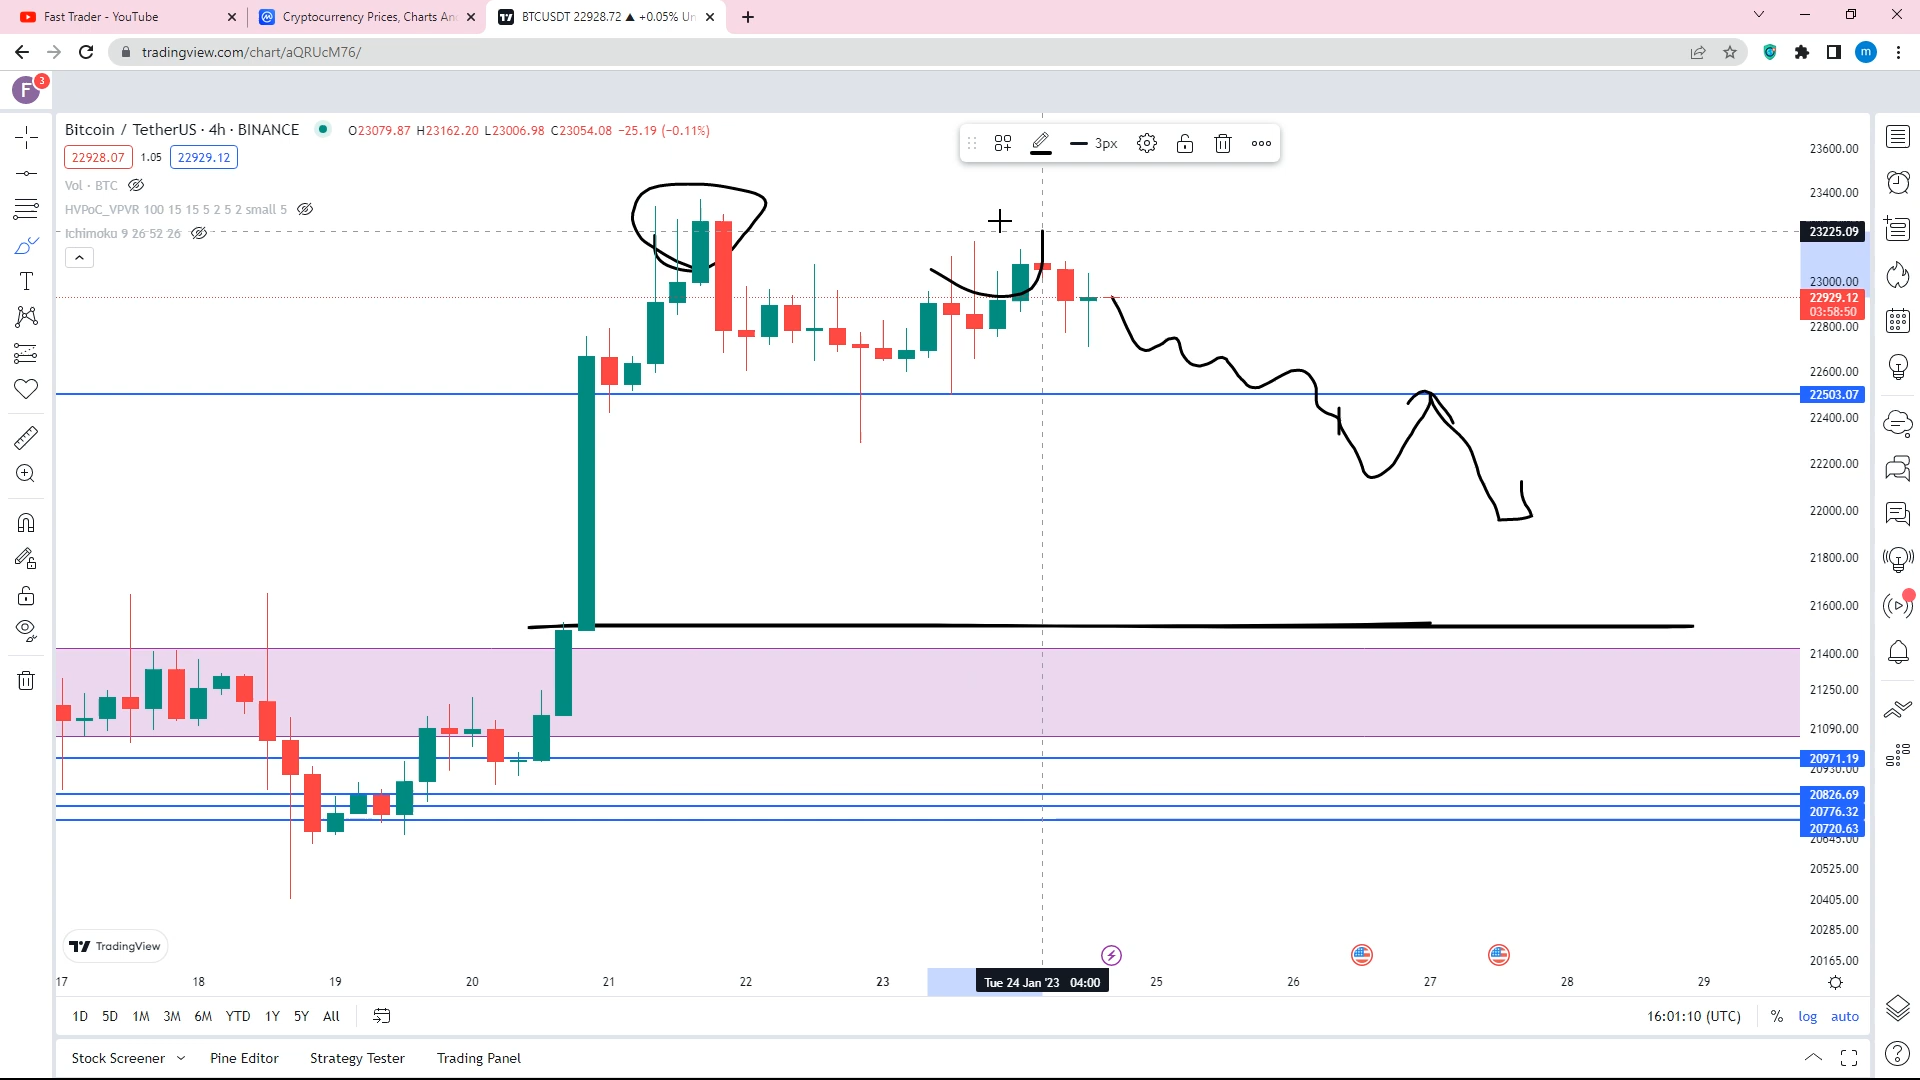 Fast Trader - YouTube
Cryptocurrency Prices, Charts An
BTCUSDT 22928.72 ▲ +0.05% Un
tradingview.com/chart/aQRUcM76/
m
F
3
Bitcoin / TetherUS · 4h · BINANCE
O23079.87 H23162.20 L23006.98 C23054.08 −25.19 (−0.11%)
22928.07 1.05 22929.12
Vol · BTC
HVPoC_VPVR 100 15 15 5 2 5 2 small 5
Ichimoku 9 26 52 26
3px
23600.00
23400.00
23225.09
23000.00
22929.12
03:58:50
22800.00
22600.00
22503.07
22400.00
22200.00
22000.00
21800.00
21600.00
21400.00
21250.00
21090.00
20971.19
20930.00
20826.69
20776.32
20720.63
20645.00
20525.00
20405.00
20285.00
20165.00
TradingView
17 18 19 20 21 22 23 Tue 24 Jan '23 04:00 25 26 27 28 29
1D 5D 1M 3M 6M YTD 1Y 5Y All
16:01:10 (UTC) % log auto
Stock Screener Pine Editor Strategy Tester Trading Panel